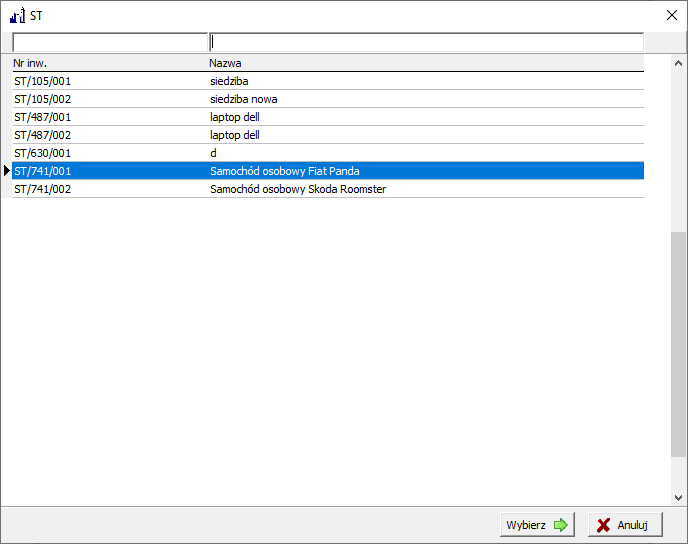 ST
Nr inw. Nazwa
ST/105/001 siedziba
ST/105/002 siedziba nowa
ST/487/001 laptop dell
ST/487/002 laptop dell
ST/630/001 d
ST/741/001 Samochód osobowy Fiat Panda
ST/741/002 Samochód osobowy Skoda Roomster
Wybierz Anuluj